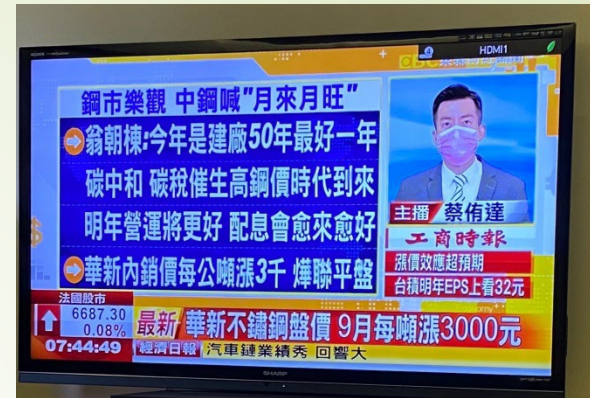 HDMI1
鋼市樂觀 中鋼喊"月來月旺"
翁朝棟:今年是建廠50年最好一年
碳中和 碳稅催生高鋼價時代到來
明年營運將更好 配息會愈來愈好
華新內銷價每公噸漲3千 燁聯平盤
主播 蔡侑達
工商時報
漲價效應超預期
台積明年EPS上看32元
法國股市
6687.30
0.08%
07:44:49
最新 華新不鏽鋼盤價 9月每噸漲3000元
經濟日報 汽車鏈業績秀 回響大
SHARP